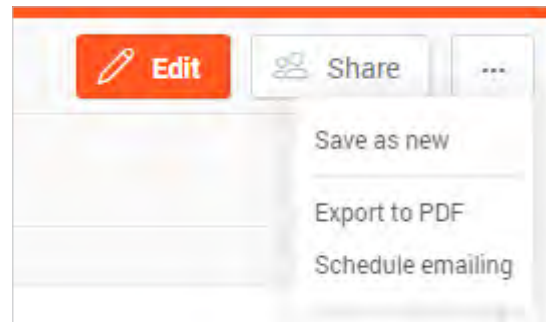 Edit Share ...
Save as new
Export to PDF
Schedule emailing